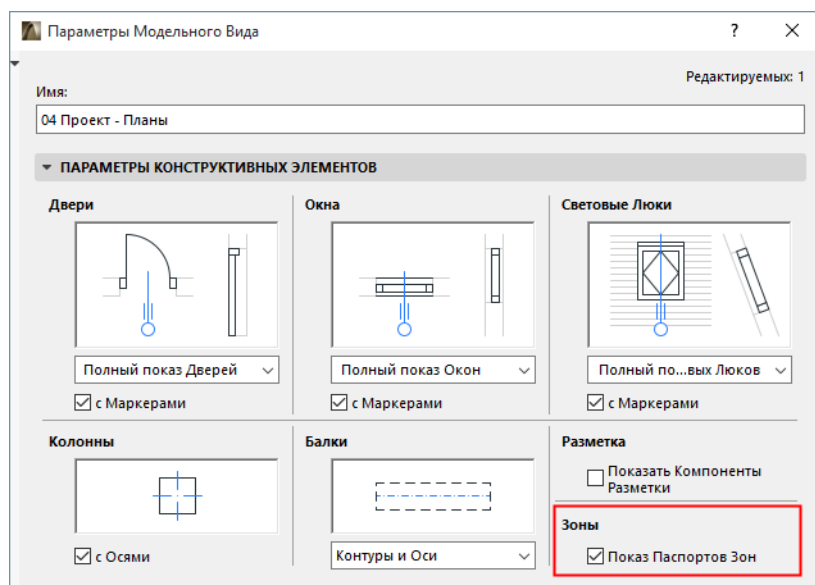 Параметры Модельного Вида
?
Редактируемых: 1
Имя:
04 Проект - Планы
ПАРАМЕТРЫ КОНСТРУКТИВНЫХ ЭЛЕМЕНТОВ
Двери
Окна
Световые Люки
Полный показ Дверей
Полный показ Окон
Полный по...вых Люков
с Маркерами
с Маркерами
с Маркерами
Колонны
Балки
Разметка
Показать Компоненты
Разметки
Зоны
с Осями
Контуры и Оси
Показ Паспортов Зон